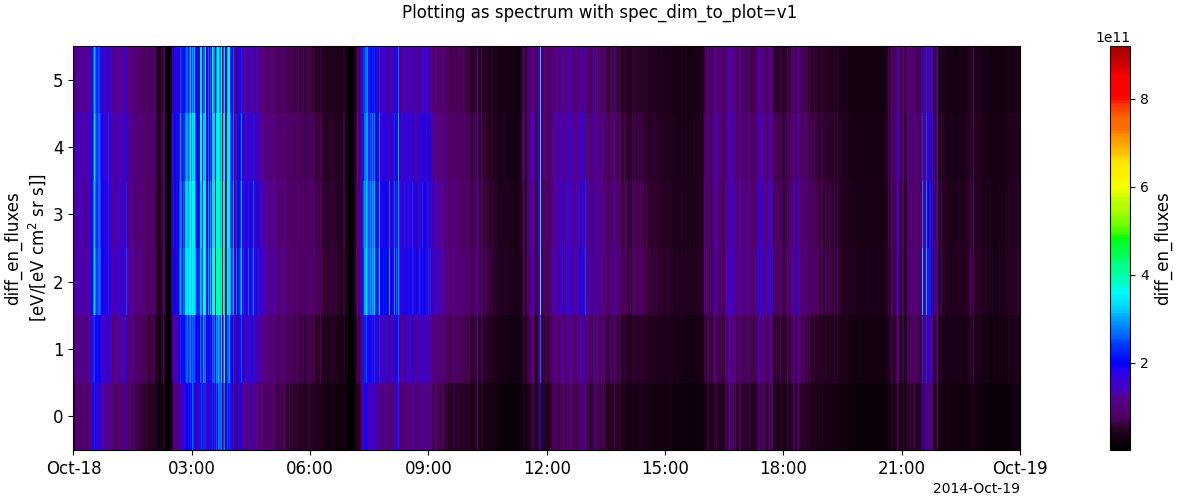 Plotting as spectrum with spec_dim_to_plot=v1
1e11
5
4
3
2
1
0
diff_en_fluxes
[eV/[eV cm² sr s]]
Oct-18
03:00
06:00
09:00
12:00
15:00
18:00
21:00
Oct-19
2014-Oct-19
8
6
4
2
diff_en_fluxes